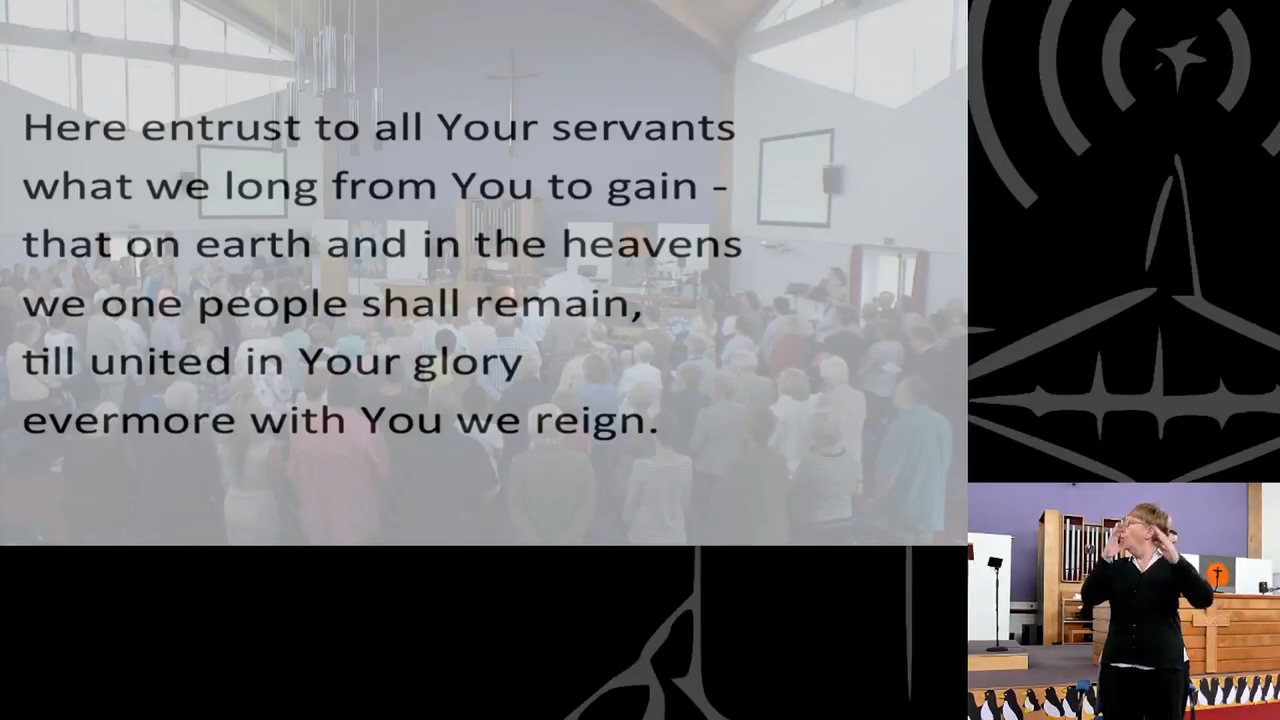 Here entrust to all Your servants
what we long from You to gain -
that on earth and in the heavens
we one people shall remain,
till united in Your glory
evermore with You we reign.